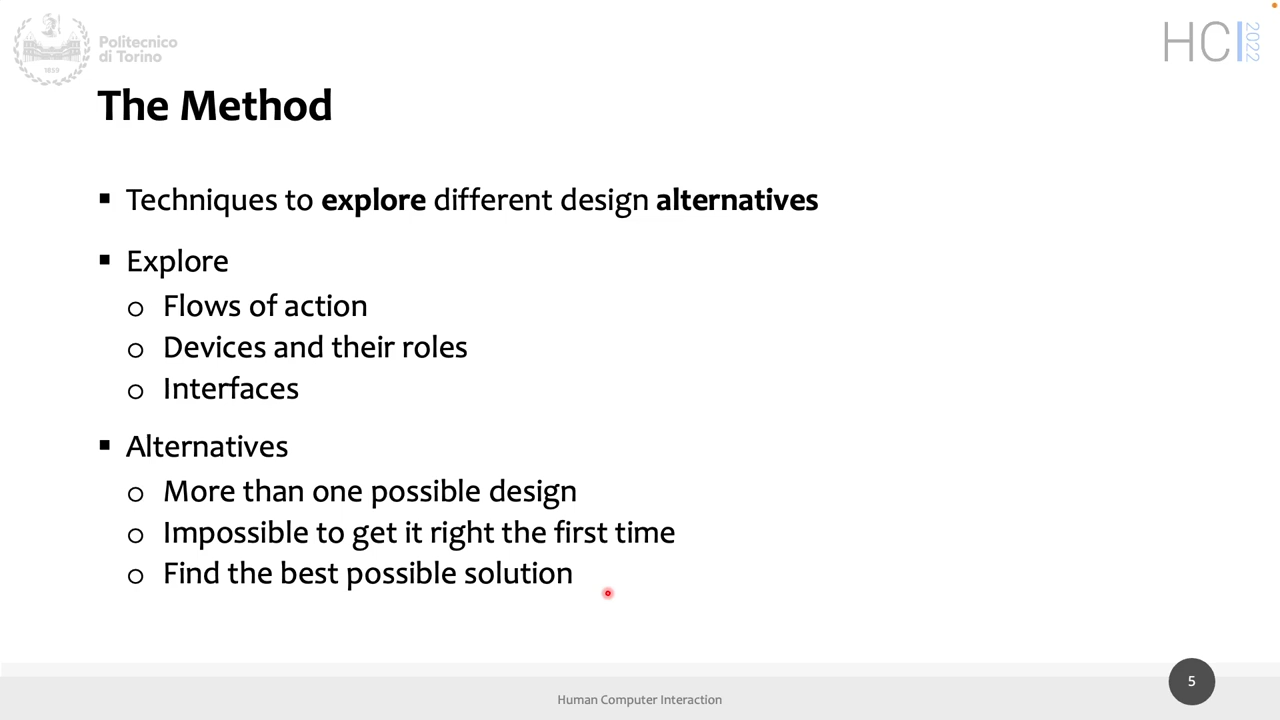 Politecnico
di Torino
1859
HCI 2022
The Method
Techniques to explore different design alternatives
Explore
Flows of action
Devices and their roles
Interfaces
Alternatives
More than one possible design
Impossible to get it right the first time
Find the best possible solution
5
Human Computer Interaction